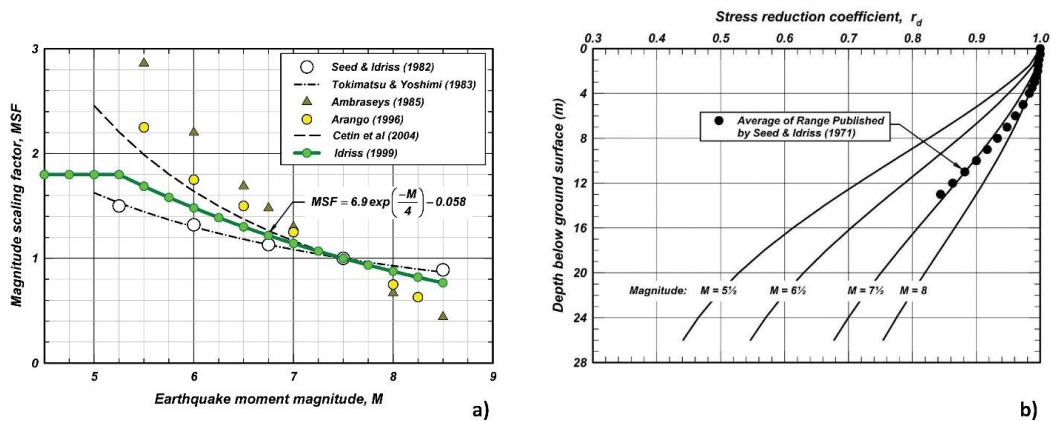 3
2
1
0
5
6
7
8
9
Magnitude scaling factor, MSF
Earthquake moment magnitude, M
Seed & Idriss (1982)
Tokimatsu & Yoshimi (1983)
Ambraseys (1985)
Arango (1996)
Cetin et al (2004)
Idriss (1999)
MSF = 6.9 exp(-M/4) – 0.058
a)
Stress reduction coefficient, rd
0.3 0.4 0.5 0.6 0.7 0.8 0.9 1.0
0
4
8
12
16
20
24
28
Depth below ground surface (m)
Average of Range Published
by Seed & Idriss (1971)
Magnitude: M = 5½ M = 6½ M = 7½ M = 8
b)